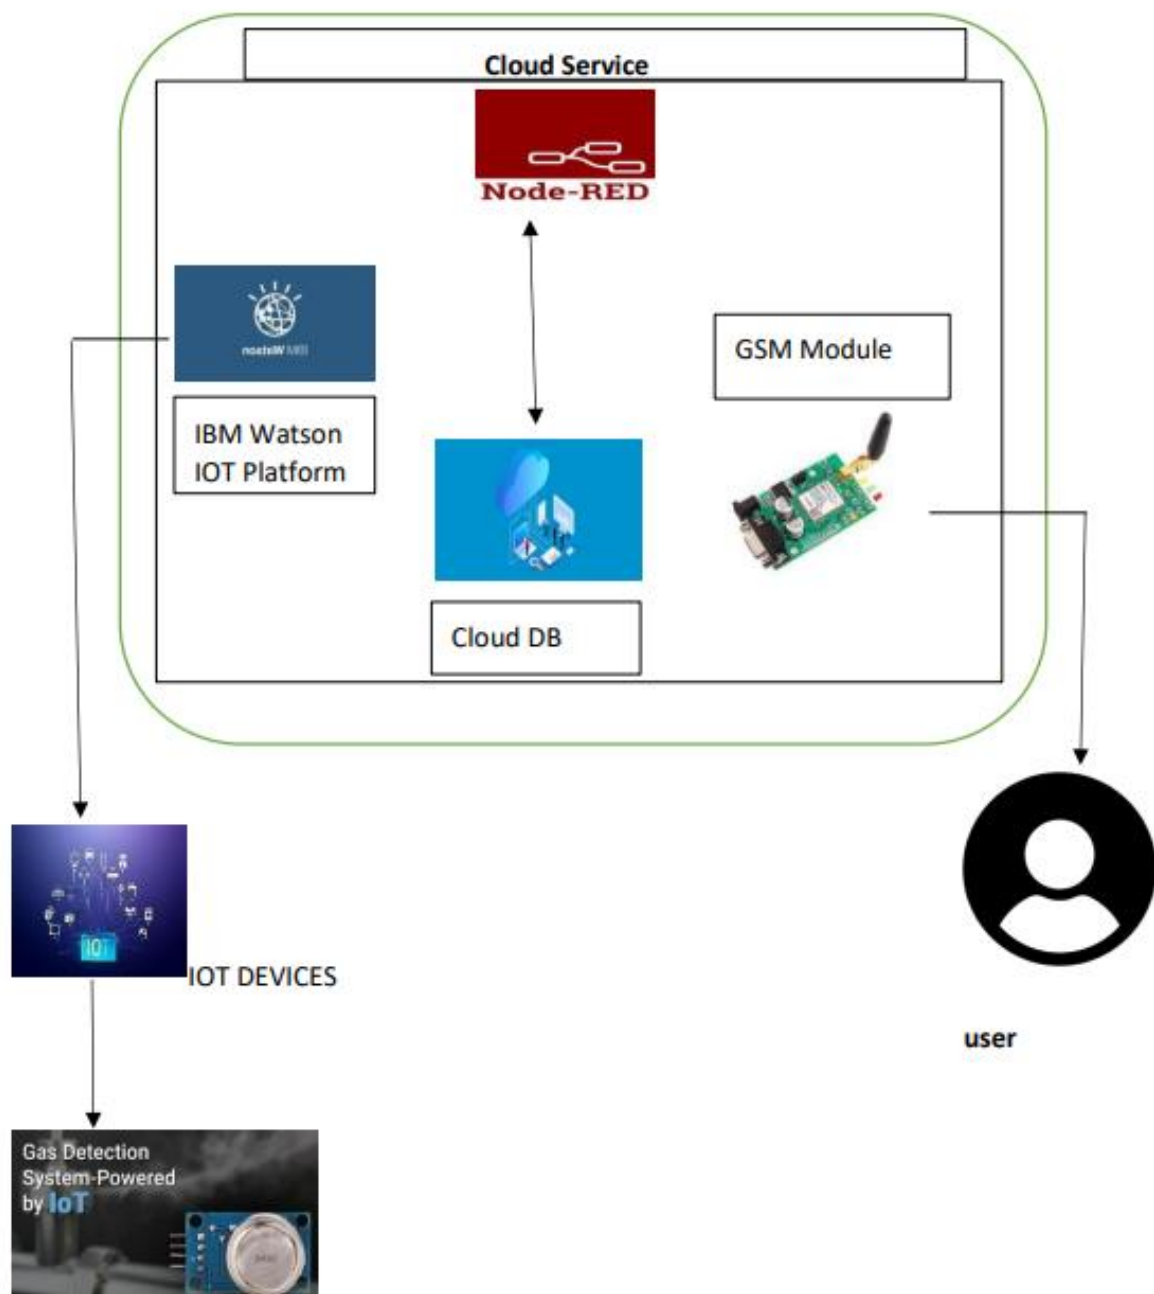 Cloud Service
Node-RED
GSM Module
IBM Watson
IOT Platform
Cloud DB
IOT
IOT DEVICES
user
Gas Detection
System-Powered
by IoT